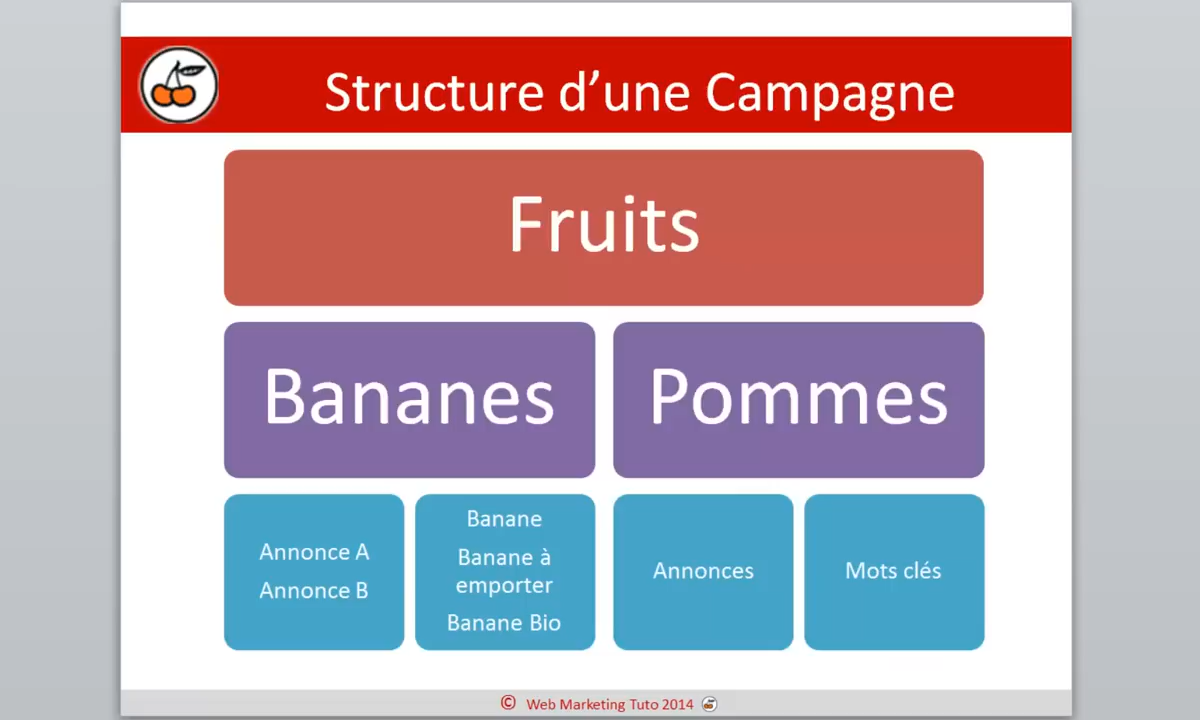 Structure d’une Campagne
Fruits
Bananes
Pommes
Annonce A
Annonce B
Banane
Banane à
emporter
Banane Bio
Annonces
Mots clés
© Web Marketing Tuto 2014